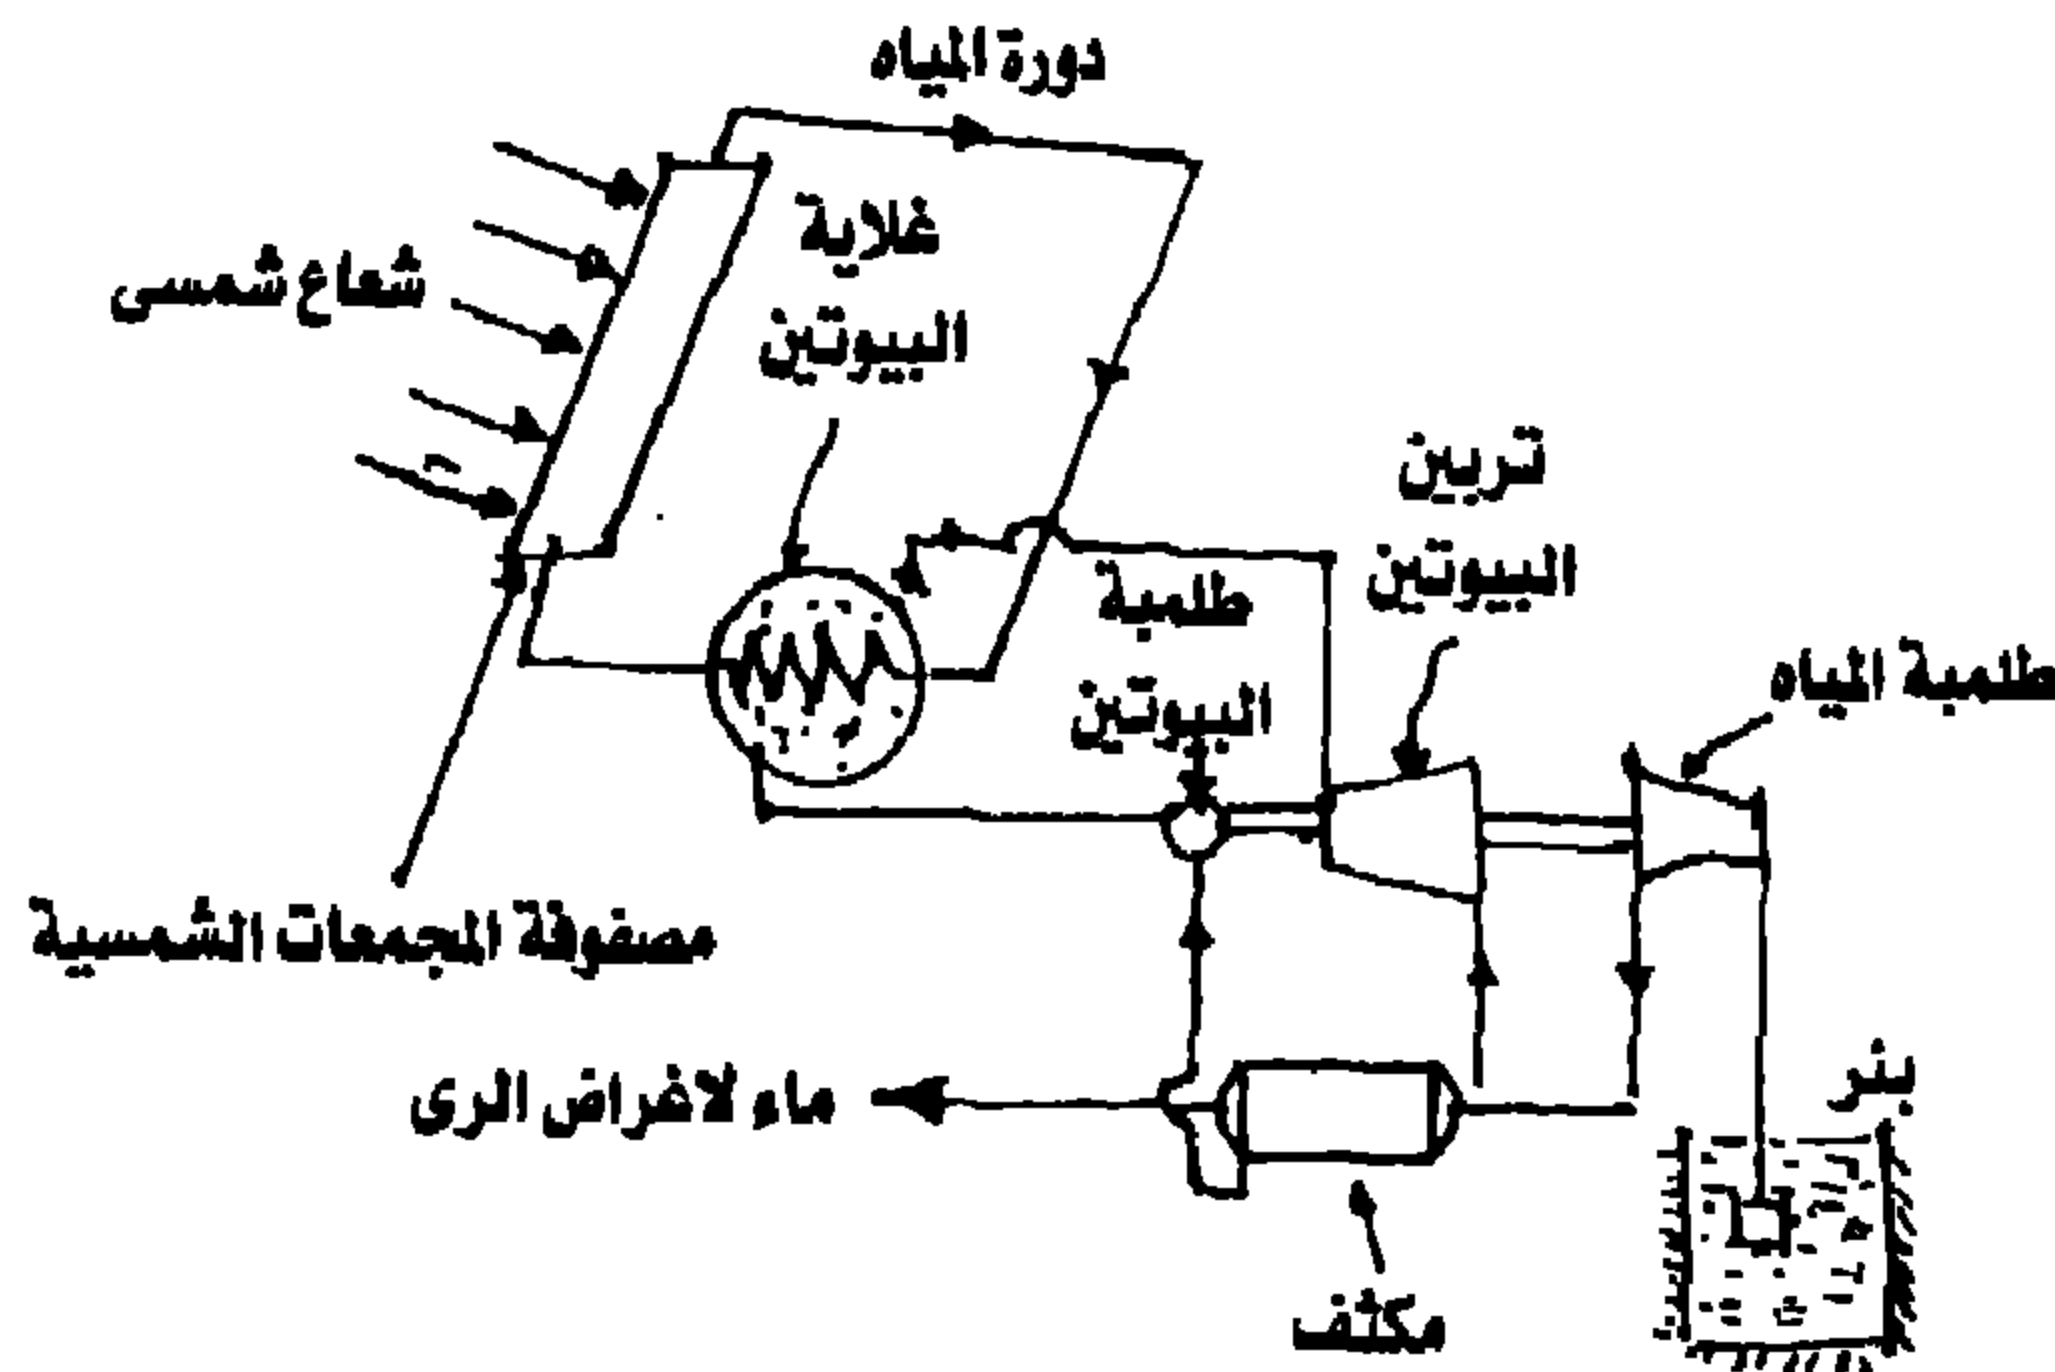 دورة المياه
غلاية
البيوتين
شعاع شمسى
تربين
البيوتين
طلمبة
البيوتين
طلمبة المياه
مصفوفة المجمعات الشمسية
ماء لاغراض الرى
بئر
مكثف